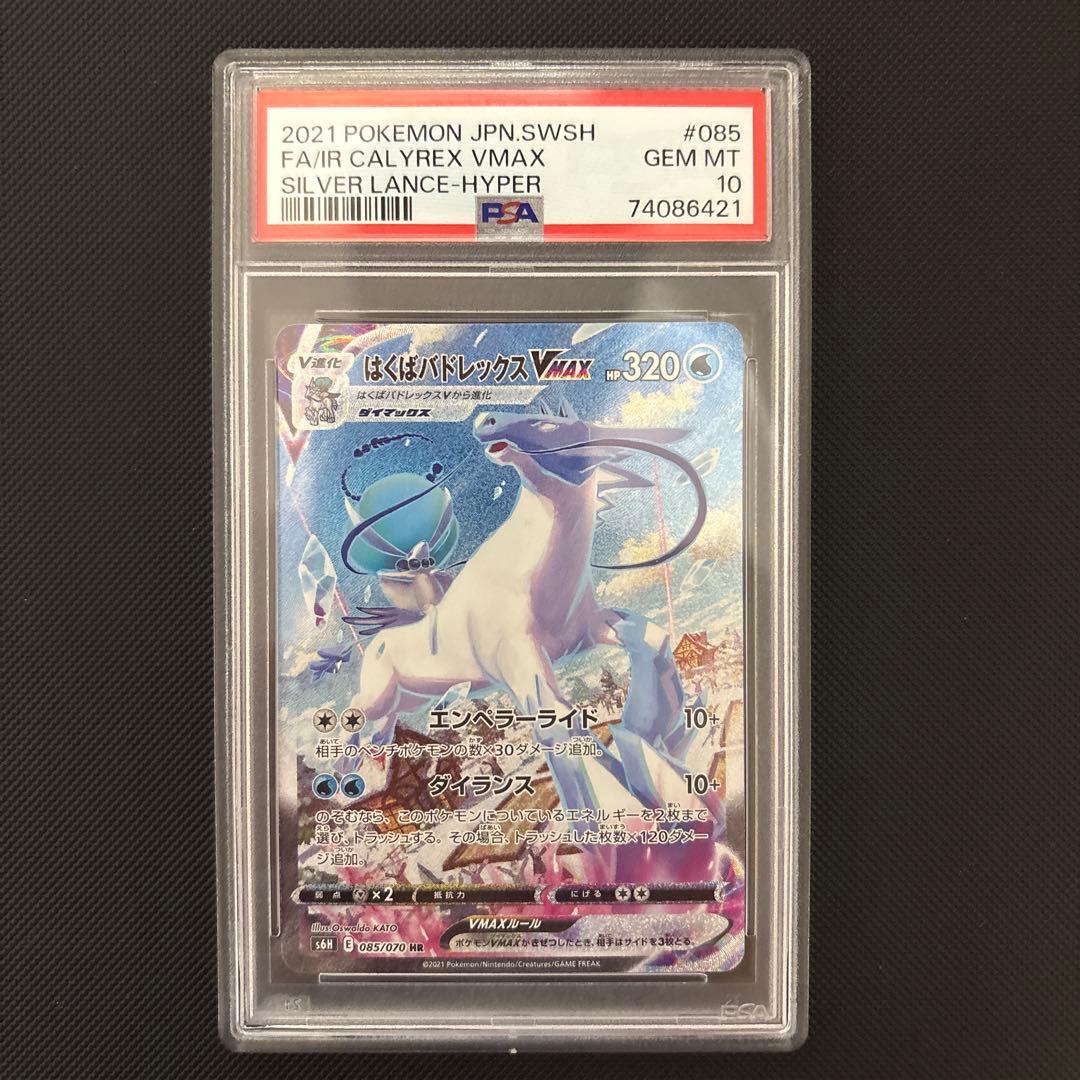 2021 POKEMON JPN.SWSH #085
FA/IR CALYREX VMAX GEM MT
SILVER LANCE-HYPER 10
PSA 74086421
V進化 はくばバドレックスVMAX HP320
はくばバドレックスVから進化
ダイマックス
エンペラーライド 10+
相手のベンチポケモンの数×30ダメージ追加。
ダイランス 10+
のぞむなら、このポケモンについているエネルギーを2枚まで
選び、トラッシュする。その場合、トラッシュした枚数×120ダメー
ジ追加。
弱点 ×2 抵抗力 にげる
Illus. Oswaldo KATO VMAXルール
s6H E 085/070 HR ポケモンVMAXがきぜつしたとき、相手はサイドを3枚とる。
©2021 Pokémon/Nintendo/Creatures/GAME FREAK
PSA